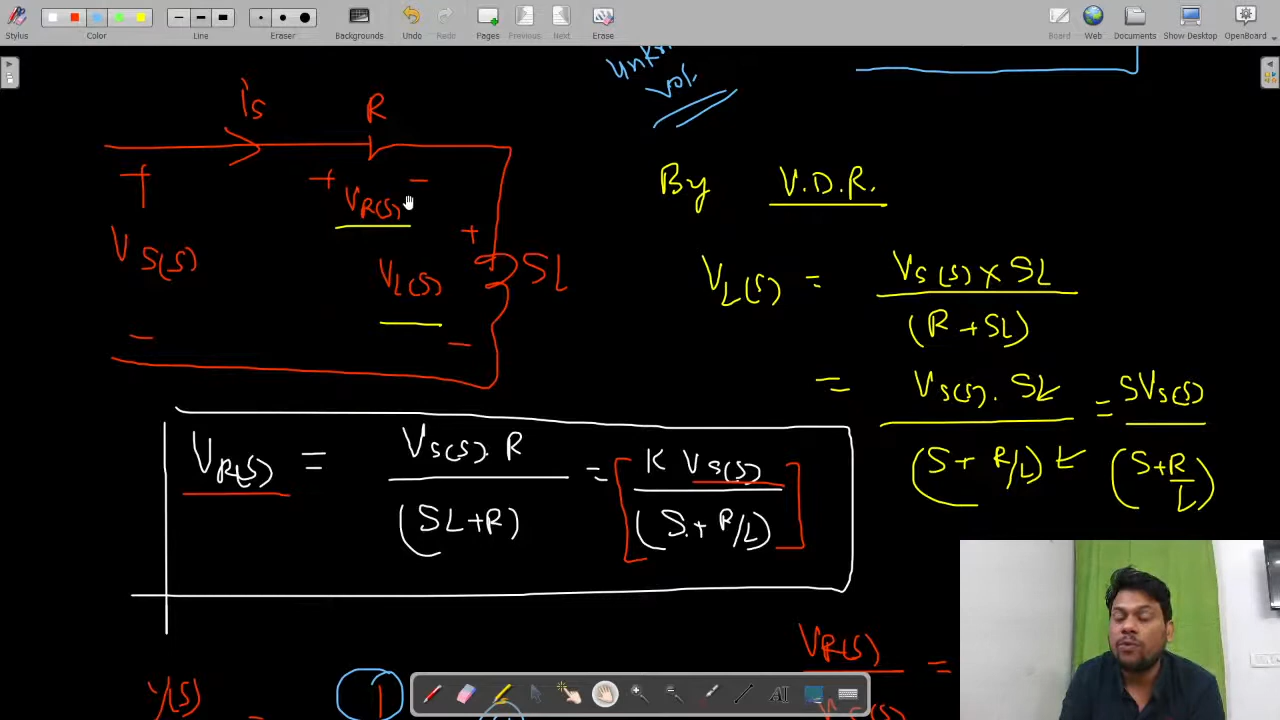 Stylus Color Line Eraser Backgrounds Undo Redo Pages Previous Next Erase Board Web Documents Show Desktop OpenBoard
vol.
is R
+ VR(s) -
+
VS(s)
-
+
VL(s) SL
-
By V.D.R.
VL(s) = VS(s) × SL
(R + SL)
= VS(s) . SL = SVS(s)
(S + R/L) L (S + R/L)
VR(s) = VS(s). R = [K VS(s)]
(SL + R) (S + R/L)
VR(s) =
Y(s) 1